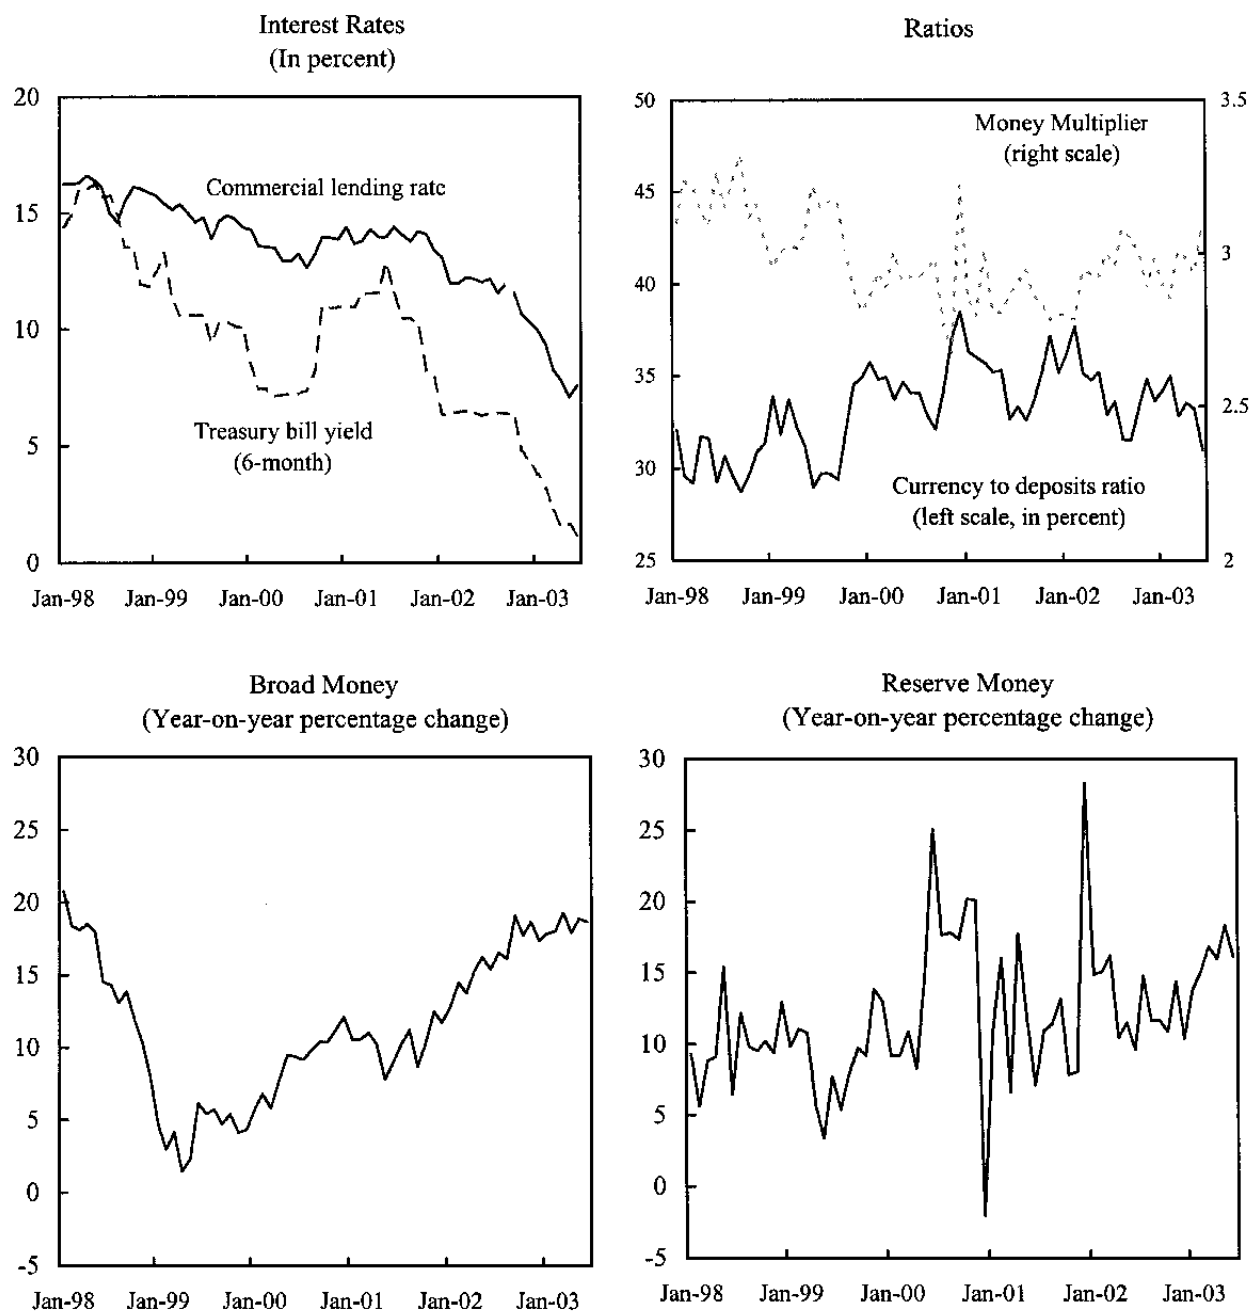 Interest Rates
(In percent)
20
15
10
5
0
Commercial lending rate
Treasury bill yield
(6-month)
Jan-98 Jan-99 Jan-00 Jan-01 Jan-02 Jan-03
Ratios
50
45
40
35
30
25
3.5
3
2.5
2
Money Multiplier
(right scale)
Currency to deposits ratio
(left scale, in percent)
Jan-98 Jan-99 Jan-00 Jan-01 Jan-02 Jan-03
Broad Money
(Year-on-year percentage change)
30
25
20
15
10
5
0
-5
Jan-98 Jan-99 Jan-00 Jan-01 Jan-02 Jan-03
Reserve Money
(Year-on-year percentage change)
30
25
20
15
10
5
0
-5
Jan-98 Jan-99 Jan-00 Jan-01 Jan-02 Jan-03